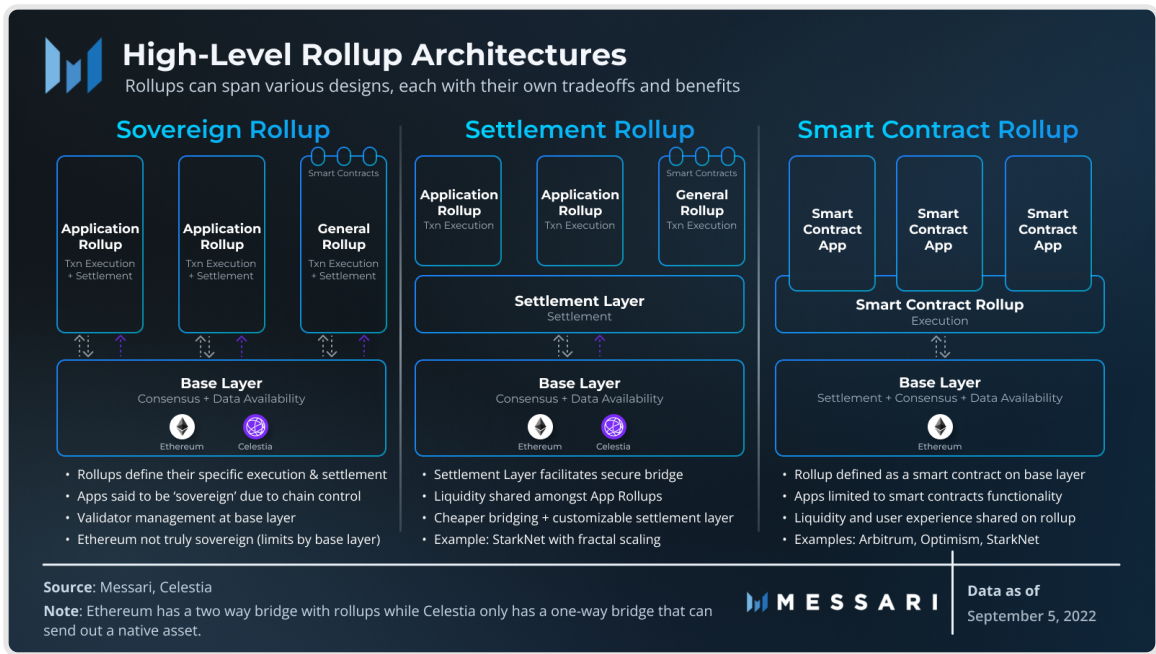 High-Level Rollup Architectures
Rollups can span various designs, each with their own tradeoffs and benefits
Sovereign Rollup
Application
Rollup
Txn Execution
+ Settlement
Application
Rollup
Txn Execution
+ Settlement
Smart Contracts
General
Rollup
Txn Execution
+ Settlement
Base Layer
Consensus + Data Availability
Ethereum
Celestia
• Rollups define their specific execution & settlement
• Apps said to be ‘sovereign’ due to chain control
• Validator management at base layer
• Ethereum not truly sovereign (limits by base layer)
Settlement Rollup
Application
Rollup
Txn Execution
Application
Rollup
Txn Execution
Smart Contracts
General
Rollup
Txn Execution
Settlement Layer
Settlement
Base Layer
Consensus + Data Availability
Ethereum
Celestia
• Settlement Layer facilitates secure bridge
• Liquidity shared amongst App Rollups
• Cheaper bridging + customizable settlement layer
• Example: StarkNet with fractal scaling
Smart Contract Rollup
Smart
Contract
App
Smart
Contract
App
Smart
Contract
App
Smart Contract Rollup
Execution
Base Layer
Settlement + Consensus + Data Availability
Ethereum
• Rollup defined as a smart contract on base layer
• Apps limited to smart contracts functionality
• Liquidity and user experience shared on rollup
• Examples: Arbitrum, Optimism, StarkNet
Source: Messari, Celestia
Note: Ethereum has a two way bridge with rollups while Celestia only has a one-way bridge that can
send out a native asset.
MESSARI
Data as of
September 5, 2022